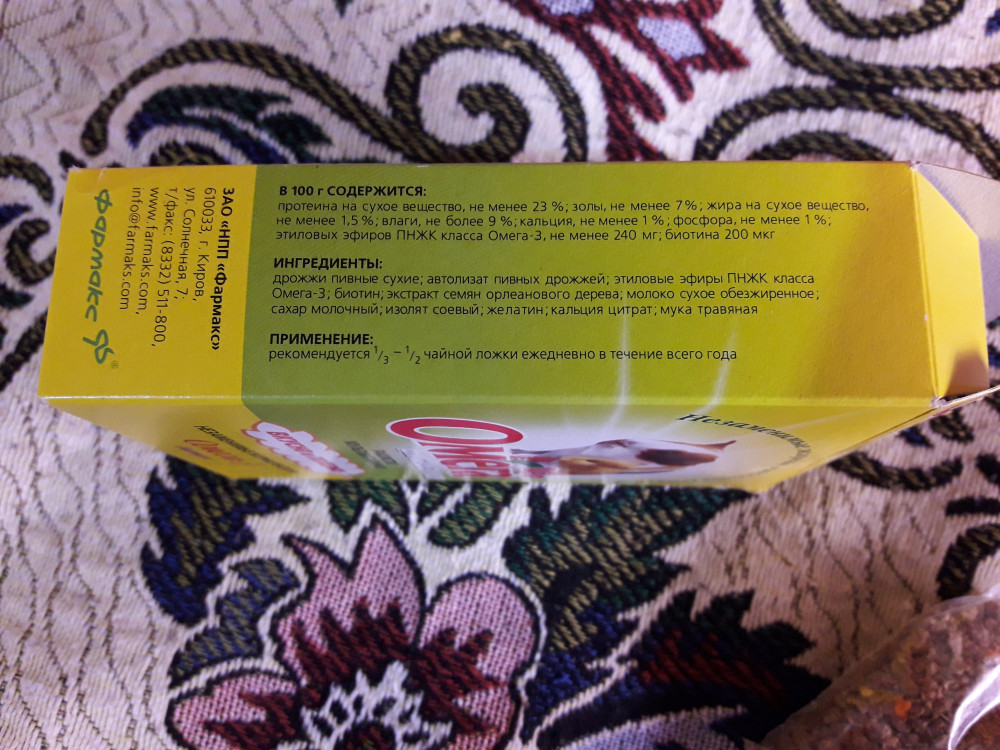 В 100 г СОДЕРЖИТСЯ:
протеина на сухое вещество, не менее 23 %; золы, не менее 7 %; жира на сухое вещество,
не менее 1,5 %; влаги, не более 9 %; кальция, не менее 1 %; фосфора, не менее 1 %;
этиловых эфиров ПНЖК класса Омега-3, не менее 240 мг; биотина 200 мкг
ИНГРЕДИЕНТЫ:
дрожжи пивные сухие; автолизат пивных дрожжей; этиловые эфиры ПНЖК класса
Омега-3; биотин; экстракт семян орлеанового дерева; молоко сухое обезжиренное;
сахар молочный; изолят соевый; желатин; кальция цитрат; мука травяная
ПРИМЕНЕНИЕ:
рекомендуется 1/3 – 1/2 чайной ложки ежедневно в течение всего года
ЗАО «НПП «Фармакс»
610033, г. Киров,
ул. Солнечная, 7;
т/факс: (8332) 511-800,
www.farmaks.com,
info@farmaks.com
Фармакс ®
Омег